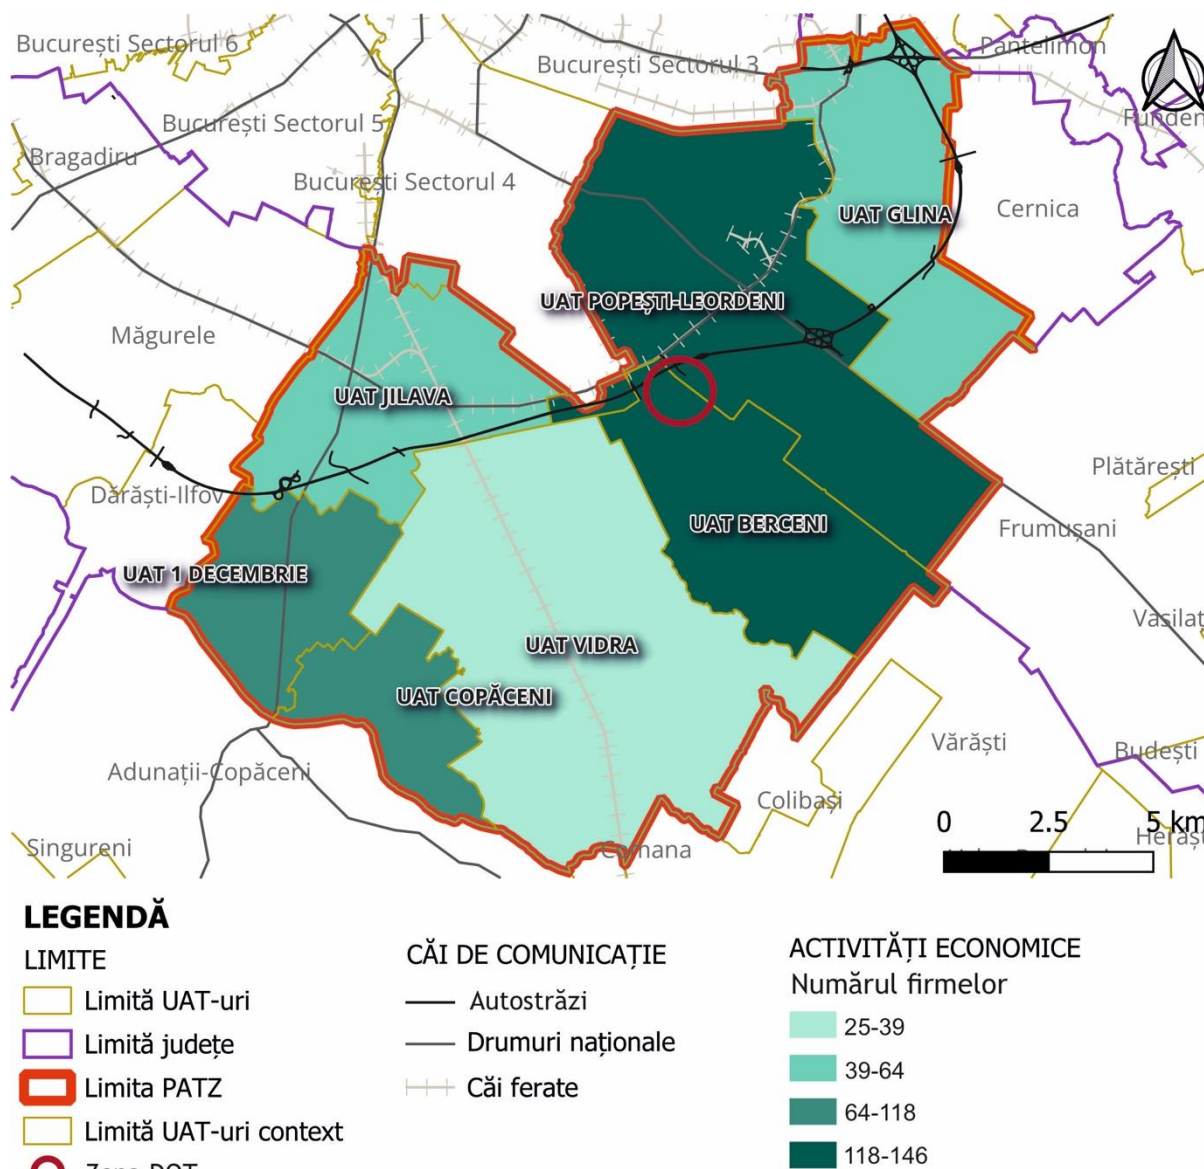 București Sectorul 6
Pantelimon
București Sectorul 3
București Sectorul 5
Bragadiru
București Sectorul 4
Cernica
UAT GLINA
UAT POPEȘTI-LEORDENI
Măgurele
UAT JILAVA
Plătărești
Dărăști-Ilfov
UAT BERCENI
Frumușani
UAT 1 DECEMBRIE
UAT VIDRA
UAT COPĂCENI
Vărăști
Budești
Adunații-Copăceni
Colibași
0 2.5 5 km
Singureni
Comana
LEGENDĂ
LIMITE
Limită UAT-uri
Limită județe
Limita PATZ
Limită UAT-uri context
CĂI DE COMUNICAȚIE
Autostrăzi
Drumuri naționale
Căi ferate
ACTIVITĂȚI ECONOMICE
Numărul firmelor
25-39
39-64
64-118
118-146